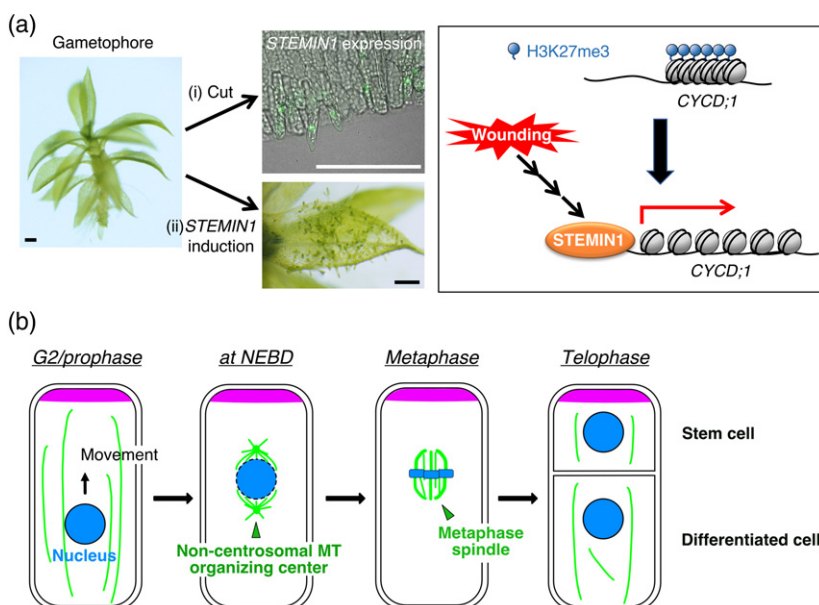 (a)
Gametophore
(i) Cut
(ii)STEMIN1
induction
STEMIN1 expression
H3K27me3
CYCD;1
Wounding
STEMIN1
CYCD;1
(b)
G2/prophase
at NEBD
Metaphase
Telophase
Movement
Nucleus
Non-centrosomal MT
organizing center
Metaphase
spindle
Stem cell
Differentiated cell